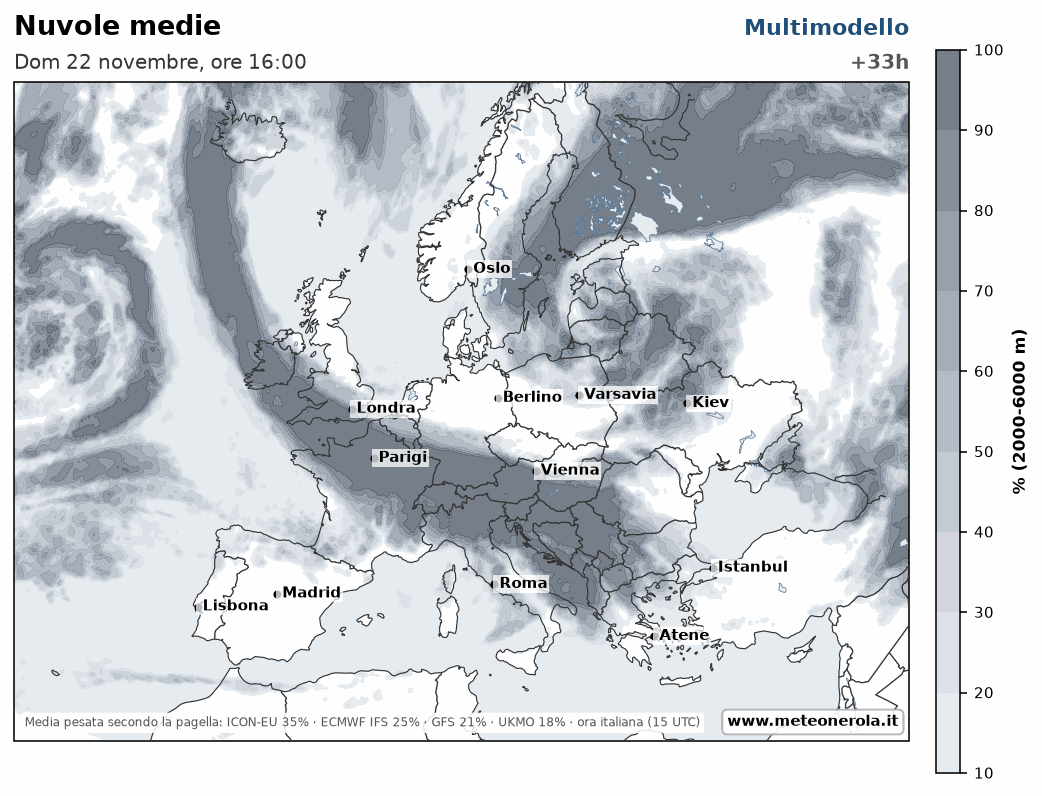 Nuvole medie
Multimodello
Dom 22 novembre, ore 16:00
+33h
100
90
80
70
60
50
40
30
20
10
% (2000-6000 m)
Oslo
Londra
Berlino
Varsavia
Kiev
Parigi
Vienna
Istanbul
Roma
Madrid
Lisbona
Atene
Media pesata secondo la pagella: ICON-EU 35% · ECMWF IFS 25% · GFS 21% · UKMO 18% · ora italiana (15 UTC)
www.meteonerola.it